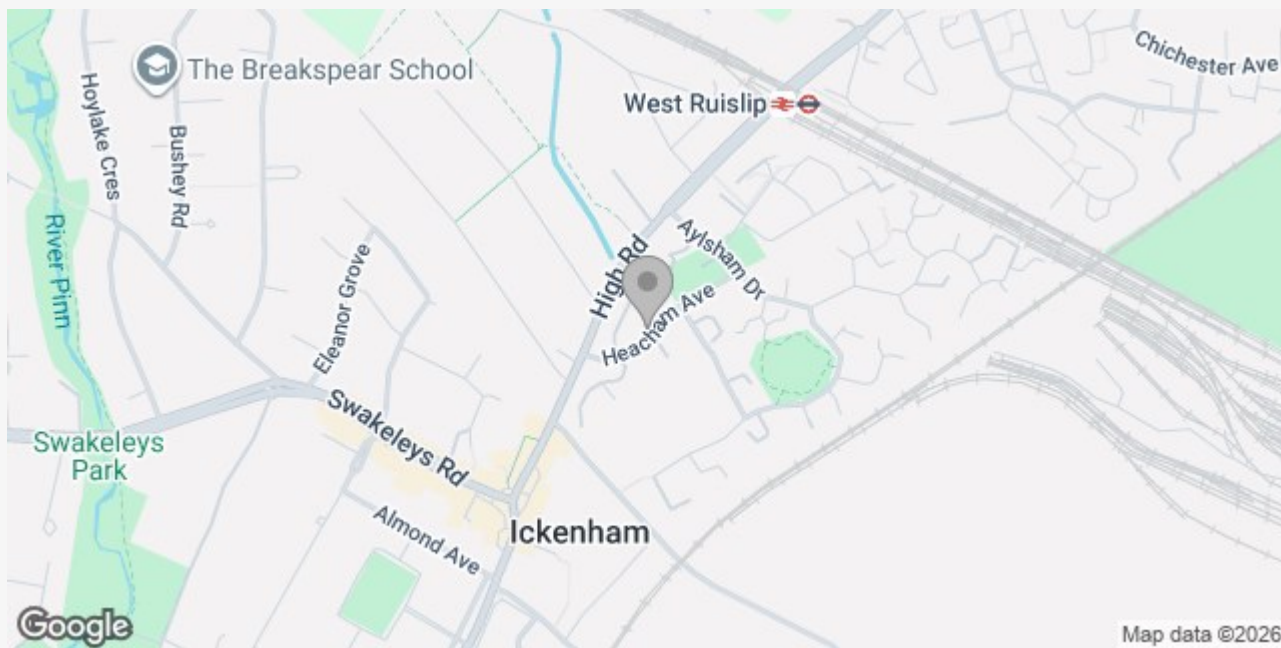 The Breakspear School
Chichester Ave
West Ruislip
Hoylake Cres
Bushey Rd
River Pinn
Eleanor Grove
High Rd
Aylsham Dr
Heacham Ave
Swakeleys Rd
Swakeleys
Park
Almond Ave
Ickenham
Google
Map data ©2026